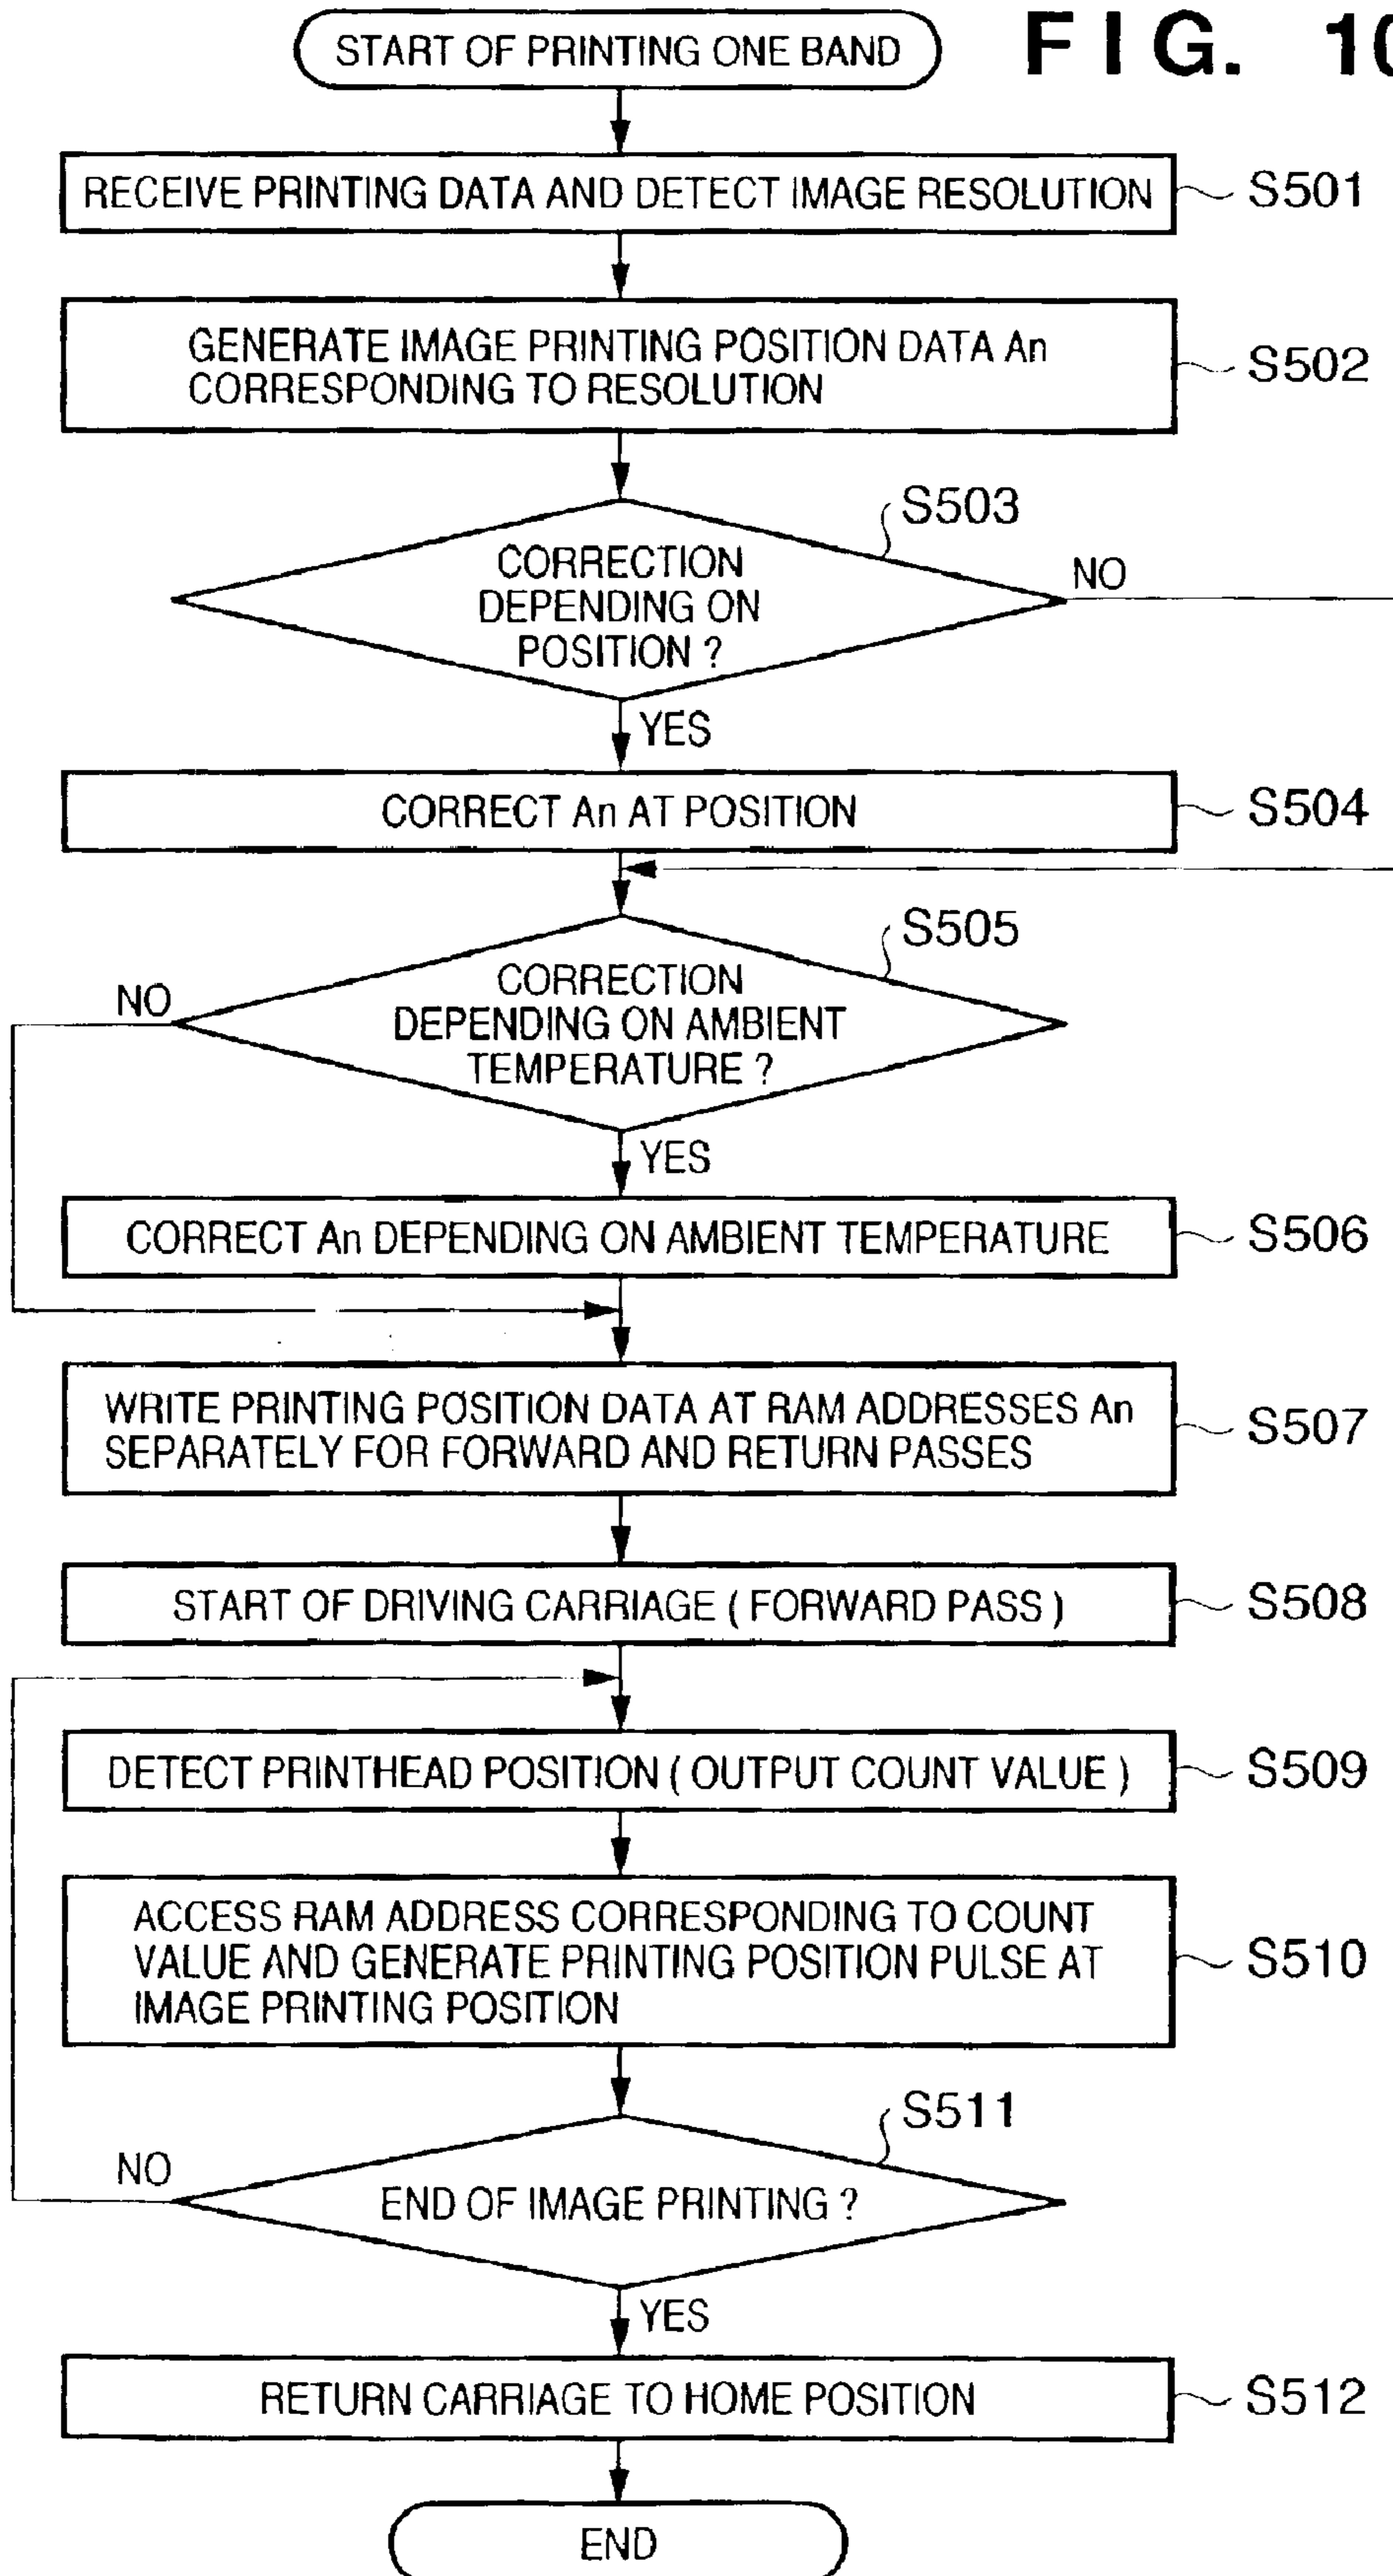 START OF PRINTING ONE BAND
FIG. 10
RECEIVE PRINTING DATA AND DETECT IMAGE RESOLUTION
S501
GENERATE IMAGE PRINTING POSITION DATA An
CORRESPONDING TO RESOLUTION
S502
S503
CORRECTION
DEPENDING ON
POSITION ?
NO
YES
CORRECT An AT POSITION
S504
S505
CORRECTION
DEPENDING ON AMBIENT
TEMPERATURE ?
NO
YES
CORRECT An DEPENDING ON AMBIENT TEMPERATURE
S506
WRITE PRINTING POSITION DATA AT RAM ADDRESSES An
SEPARATELY FOR FORWARD AND RETURN PASSES
S507
START OF DRIVING CARRIAGE ( FORWARD PASS )
S508
DETECT PRINTHEAD POSITION ( OUTPUT COUNT VALUE )
S509
ACCESS RAM ADDRESS CORRESPONDING TO COUNT
VALUE AND GENERATE PRINTING POSITION PULSE AT
IMAGE PRINTING POSITION
S510
S511
NO
END OF IMAGE PRINTING ?
YES
RETURN CARRIAGE TO HOME POSITION
S512
END